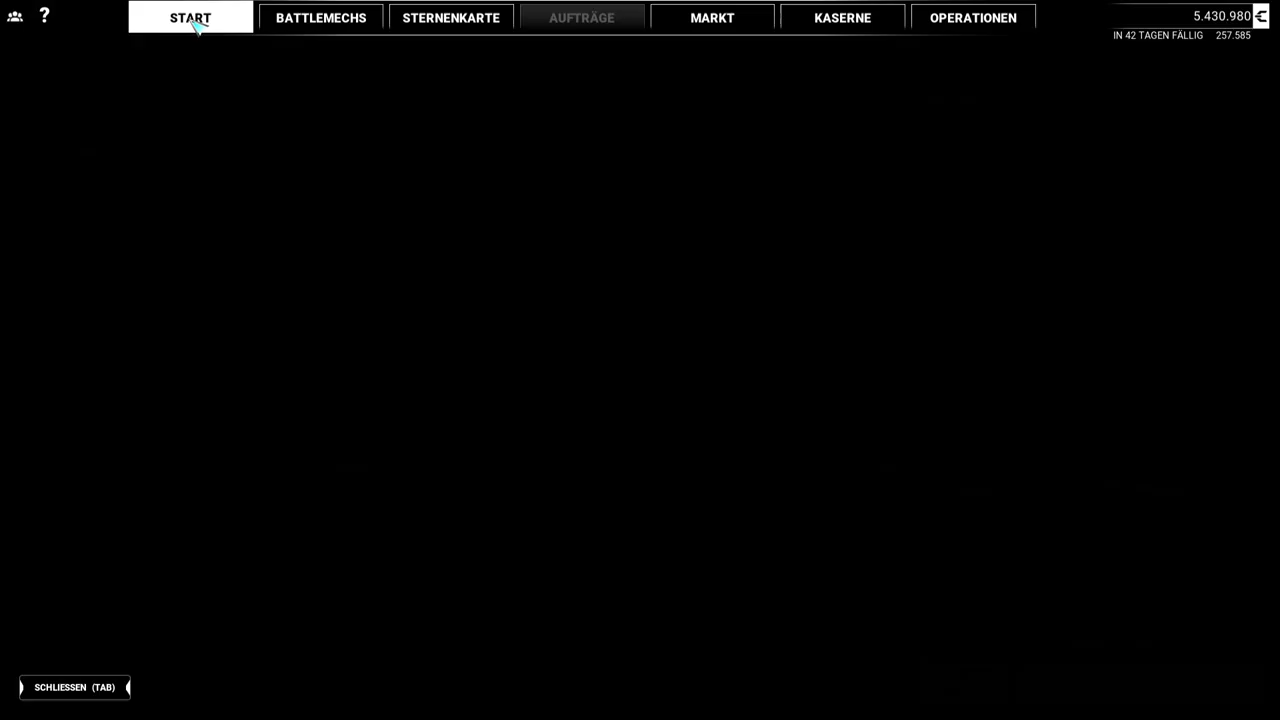 ?
START
BATTLEMECHS
STERNENKARTE
AUFTRÄGE
MARKT
KASERNE
OPERATIONEN
5.430.980
IN 42 TAGEN FÄLLIG 257.585
SCHLIESSEN (TAB)